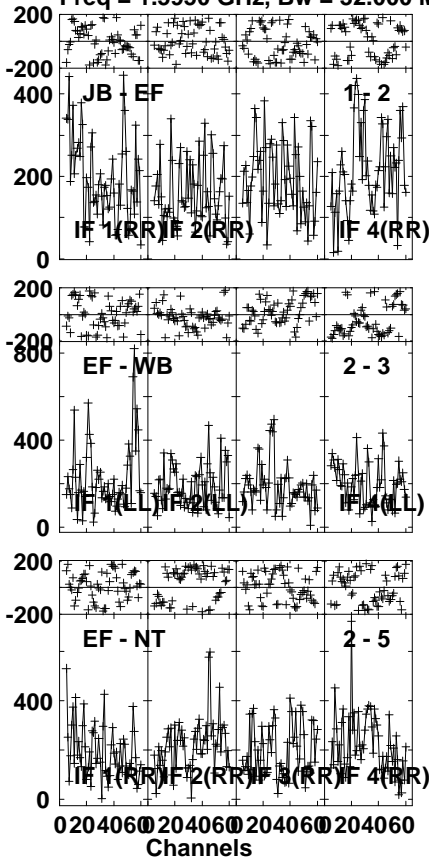 Freq = 1.5950 GHz, Bw = 32.000 M
200
-200
400
JB - EF 1 - 2
200
IF 1(RR) IF 2(RR) IF 4(RR)
0
200
-200
800
EF - WB 2 - 3
400
IF 1(LL) IF 2(LL) IF 4(LL)
0
200
-200
EF - NT 2 - 5
400
IF 1(RR) IF 2(RR) IF 3(RR) IF 4(RR)
0
0 20 40 60 0 20 40 60 0 20 40 60 0 20 40 60
Channels